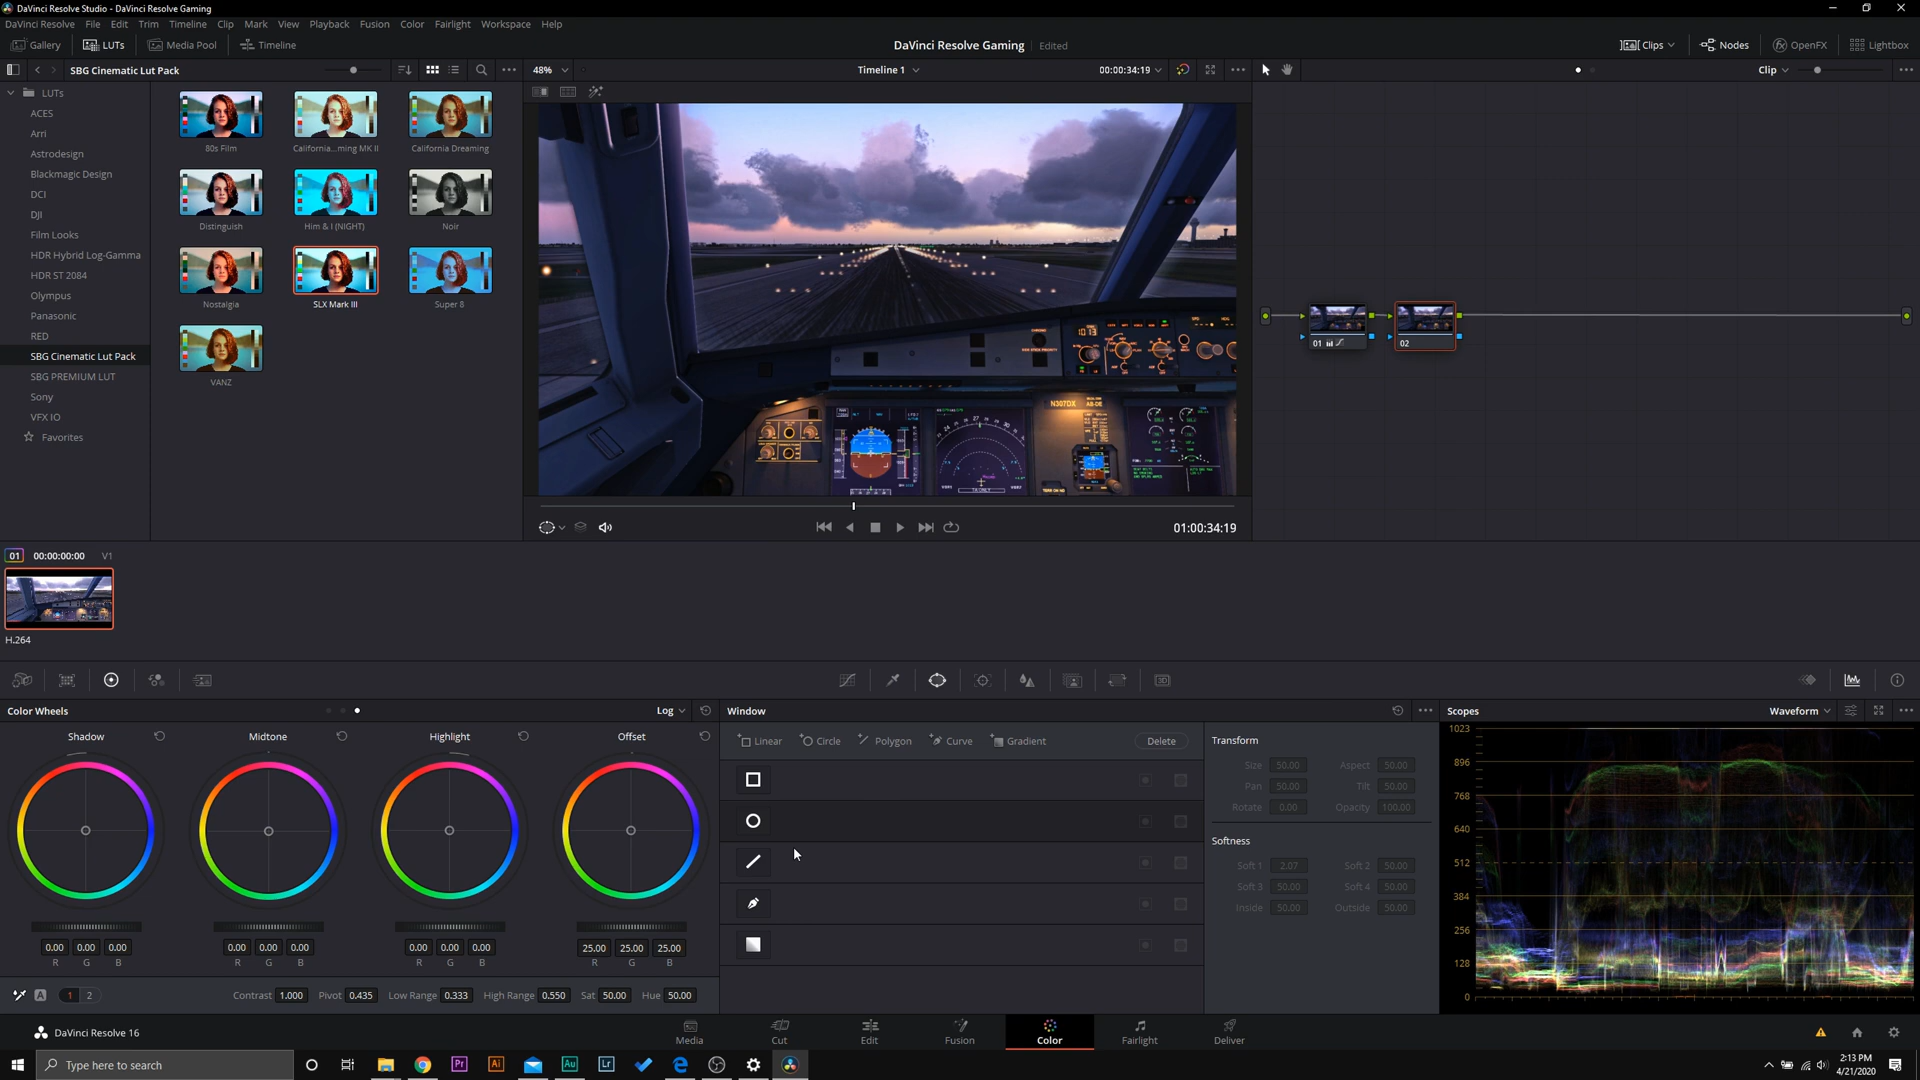 DaVinci Resolve Studio - DaVinci Resolve Gaming
DaVinci Resolve File Edit Trim Timeline Clip Mark View Playback Fusion Color Fairlight Workspace Help
Gallery LUTs Media Pool Timeline DaVinci Resolve Gaming Edited Clips Nodes OpenFX Lightbox
SBG Cinematic Lut Pack 48% Timeline 1 00:00:34:19 Clip
LUTs
ACES
Arri
Astrodesign
Blackmagic Design
DCI
DJI
Film Looks
HDR Hybrid Log-Gamma
HDR ST 2084
Olympus
Panasonic
RED
SBG Cinematic Lut Pack
SBG PREMIUM LUT
Sony
VFX IO
Favorites
80s Film California...ming MK II California Dreaming
Distinguish Him & I (NIGHT) Noir
Nostalgia SLX Mark III Super 8
VANZ
1013
N307DX
01 02
01:00:34:19
01 00:00:00:00 V1
H.264
Color Wheels Log
Shadow Midtone Highlight Offset
0.00 0.00 0.00 0.00 0.00 0.00 0.00 0.00 0.00 25.00 25.00 25.00
R G B R G B R G B R G B
A 1 2 Contrast 1.000 Pivot 0.435 Low Range 0.333 High Range 0.550 Sat 50.00 Hue 50.00
Window
Linear Circle Polygon Curve Gradient Delete
Transform
Size 50.00 Aspect 50.00
Pan 50.00 Tilt 50.00
Rotate 0.00 Opacity 100.00
Softness
Soft 1 2.07 Soft 2 50.00
Soft 3 50.00 Soft 4 50.00
Inside 50.00 Outside 50.00
Scopes Waveform
1023
896
768
640
512
384
256
128
0
DaVinci Resolve 16 Media Cut Edit Fusion Color Fairlight Deliver
Type here to search Pr Ai Au Lr
2:13 PM
4/21/2020